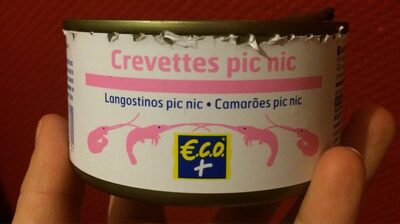 Crevettes pic nic
Langostinos pic nic • Camarões pic nic
€.C.O.
+